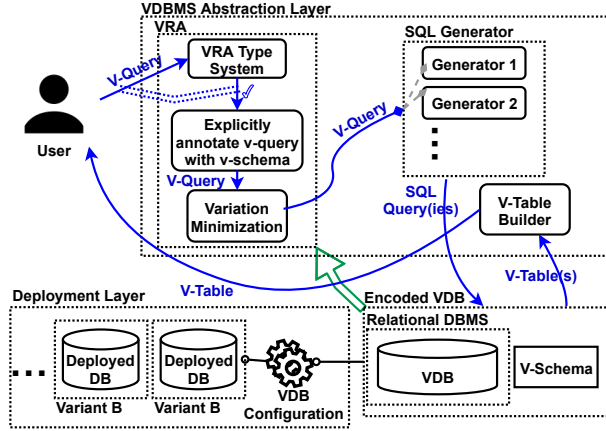 VDBMS Abstraction Layer
VRA
SQL Generator
V-Query
VRA Type
System
Generator 1
Generator 2
V-Query
User
Explicitly
annotate v-query
with v-schema
V-Query
Variation
Minimization
SQL
Query(ies)
V-Table
Builder
V-Table
V-Table(s)
Deployment Layer
Encoded VDB
Relational DBMS
Deployed
DB
Deployed
DB
VDB
V-Schema
Variant B
Variant B
VDB
Configuration